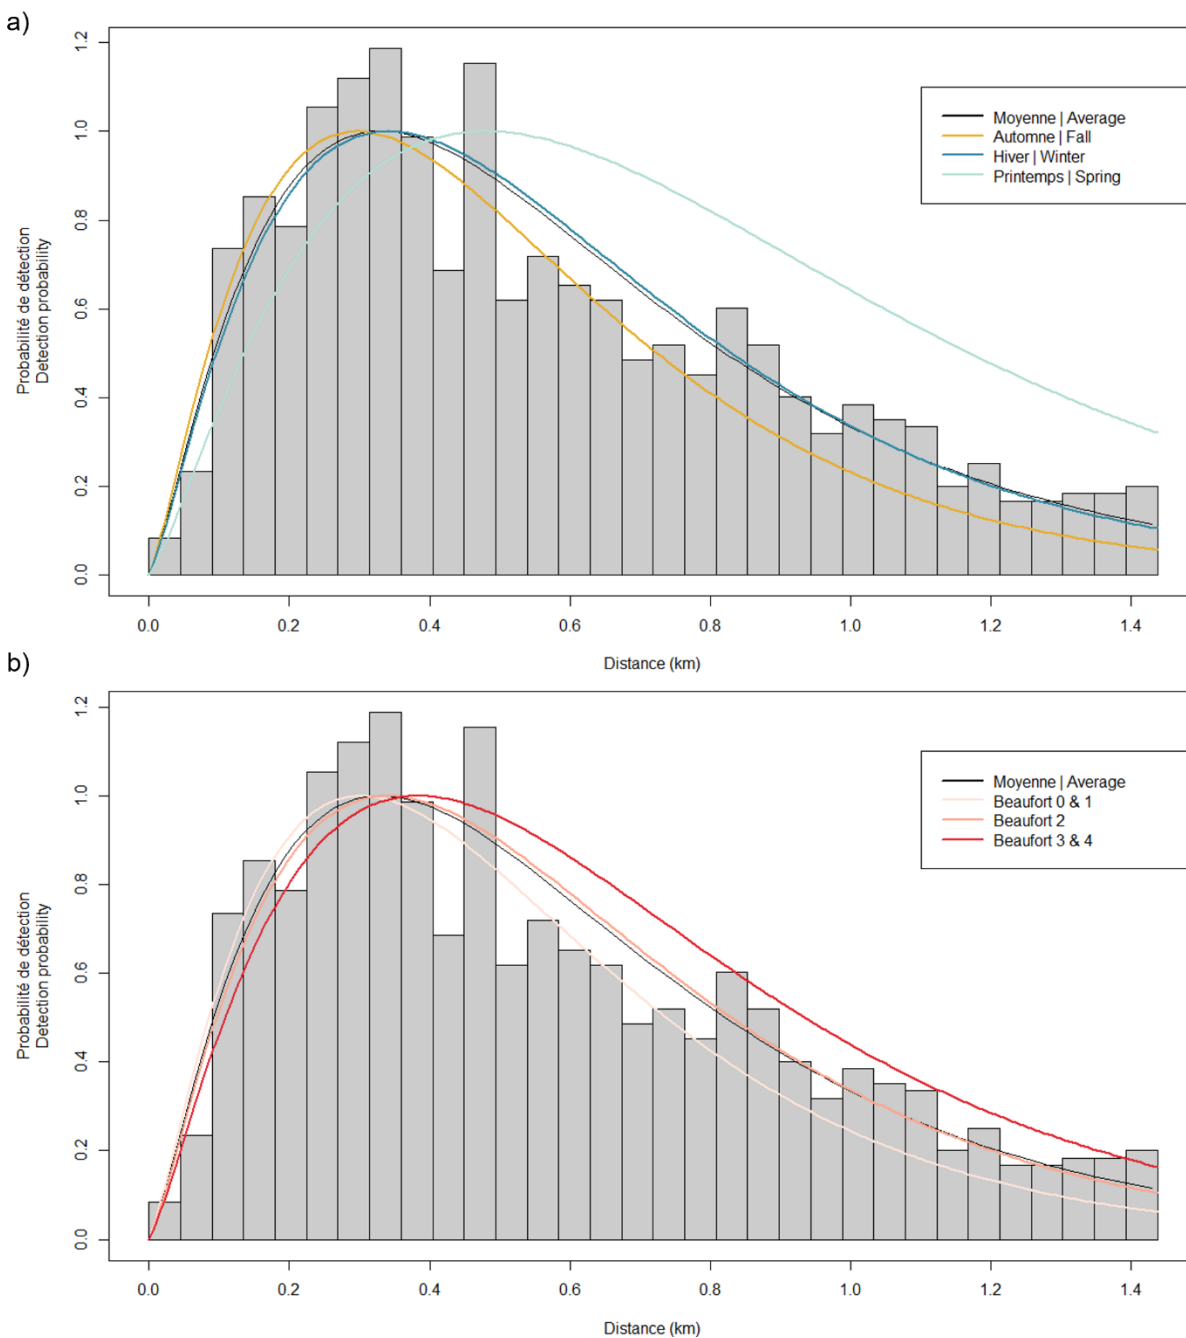 a)
1.2
1.0
0.8
0.6
0.4
0.2
0.0
Probabilité de détection
Detection probability
Moyenne | Average
Automne | Fall
Hiver | Winter
Printemps | Spring
0.0 0.2 0.4 0.6 0.8 1.0 1.2 1.4
Distance (km)
b)
1.2
1.0
0.8
0.6
0.4
0.2
0.0
Probabilité de détection
Detection probability
Moyenne | Average
Beaufort 0 & 1
Beaufort 2
Beaufort 3 & 4
0.0 0.2 0.4 0.6 0.8 1.0 1.2 1.4
Distance (km)